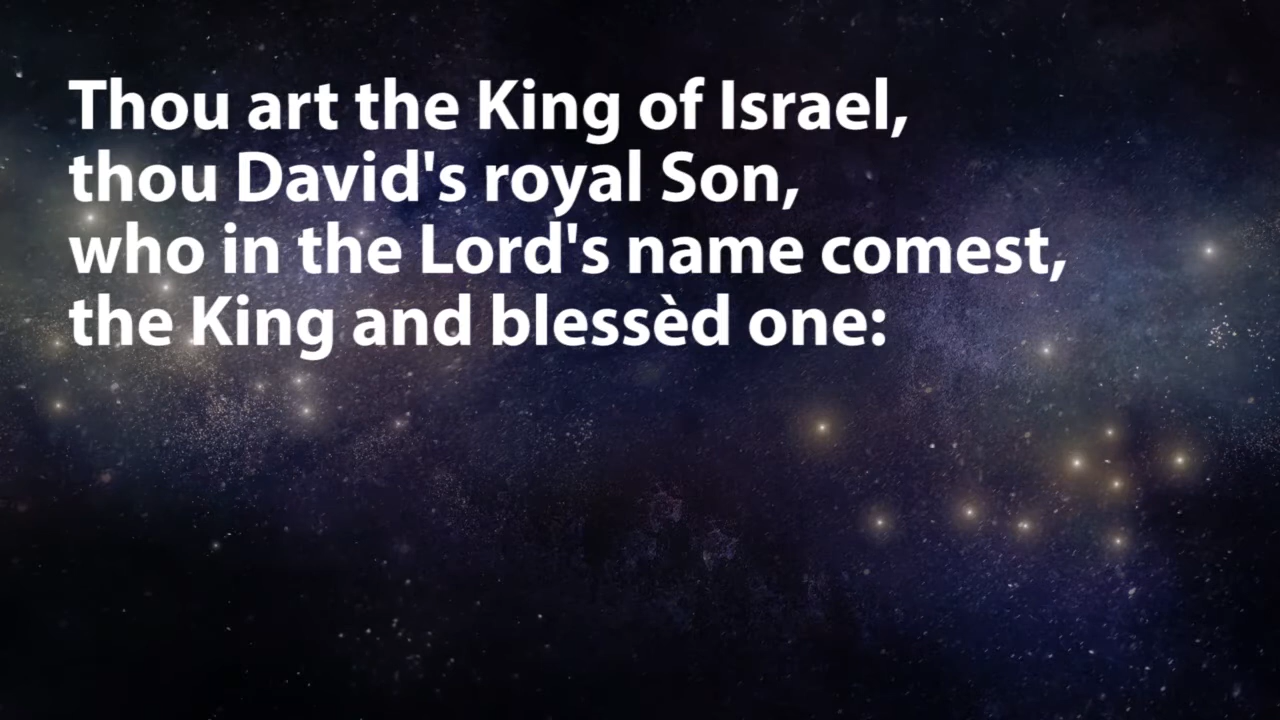 Thou art the King of Israel,
thou David's royal Son,
who in the Lord's name comest,
the King and blessèd one: